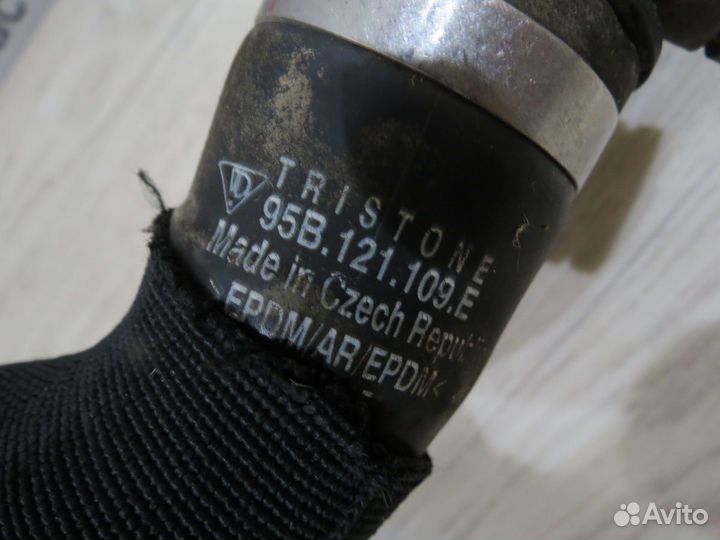 TRISTONE
95B.121.109.E
Made in Czech Republic
>EPDM/AR/EPDM<
Avito